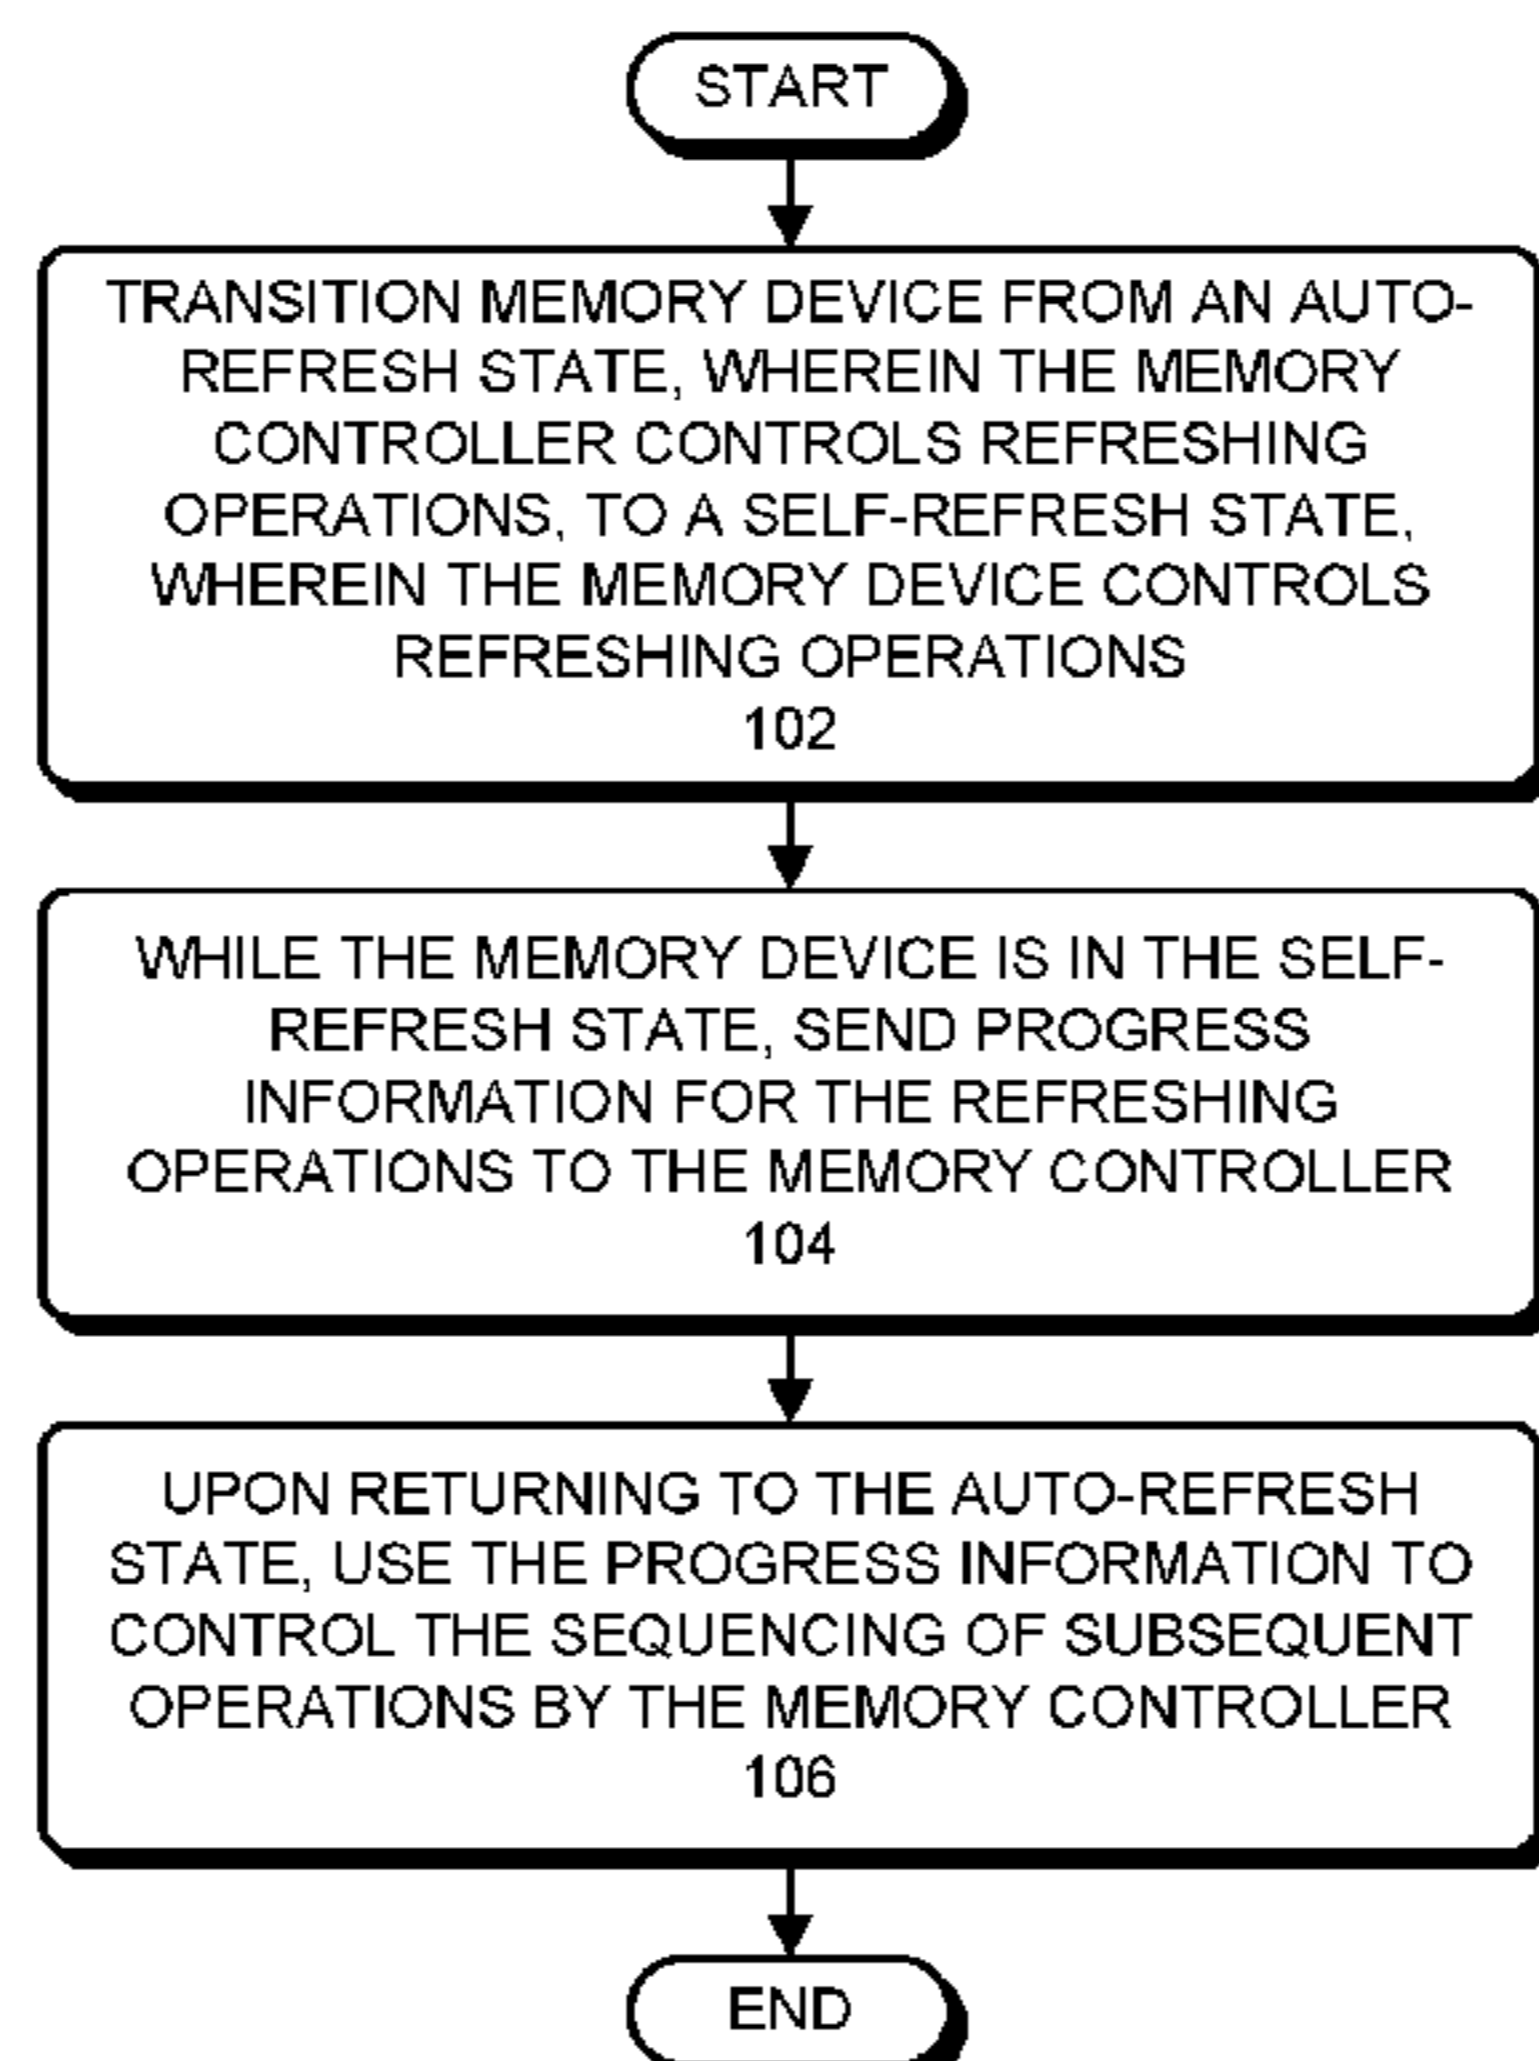 START
TRANSITION MEMORY DEVICE FROM AN AUTO-
REFRESH STATE, WHEREIN THE MEMORY
CONTROLLER CONTROLS REFRESHING
OPERATIONS, TO A SELF-REFRESH STATE,
WHEREIN THE MEMORY DEVICE CONTROLS
REFRESHING OPERATIONS
102
WHILE THE MEMORY DEVICE IS IN THE SELF-
REFRESH STATE, SEND PROGRESS
INFORMATION FOR THE REFRESHING
OPERATIONS TO THE MEMORY CONTROLLER
104
UPON RETURNING TO THE AUTO-REFRESH
STATE, USE THE PROGRESS INFORMATION TO
CONTROL THE SEQUENCING OF SUBSEQUENT
OPERATIONS BY THE MEMORY CONTROLLER
106
END